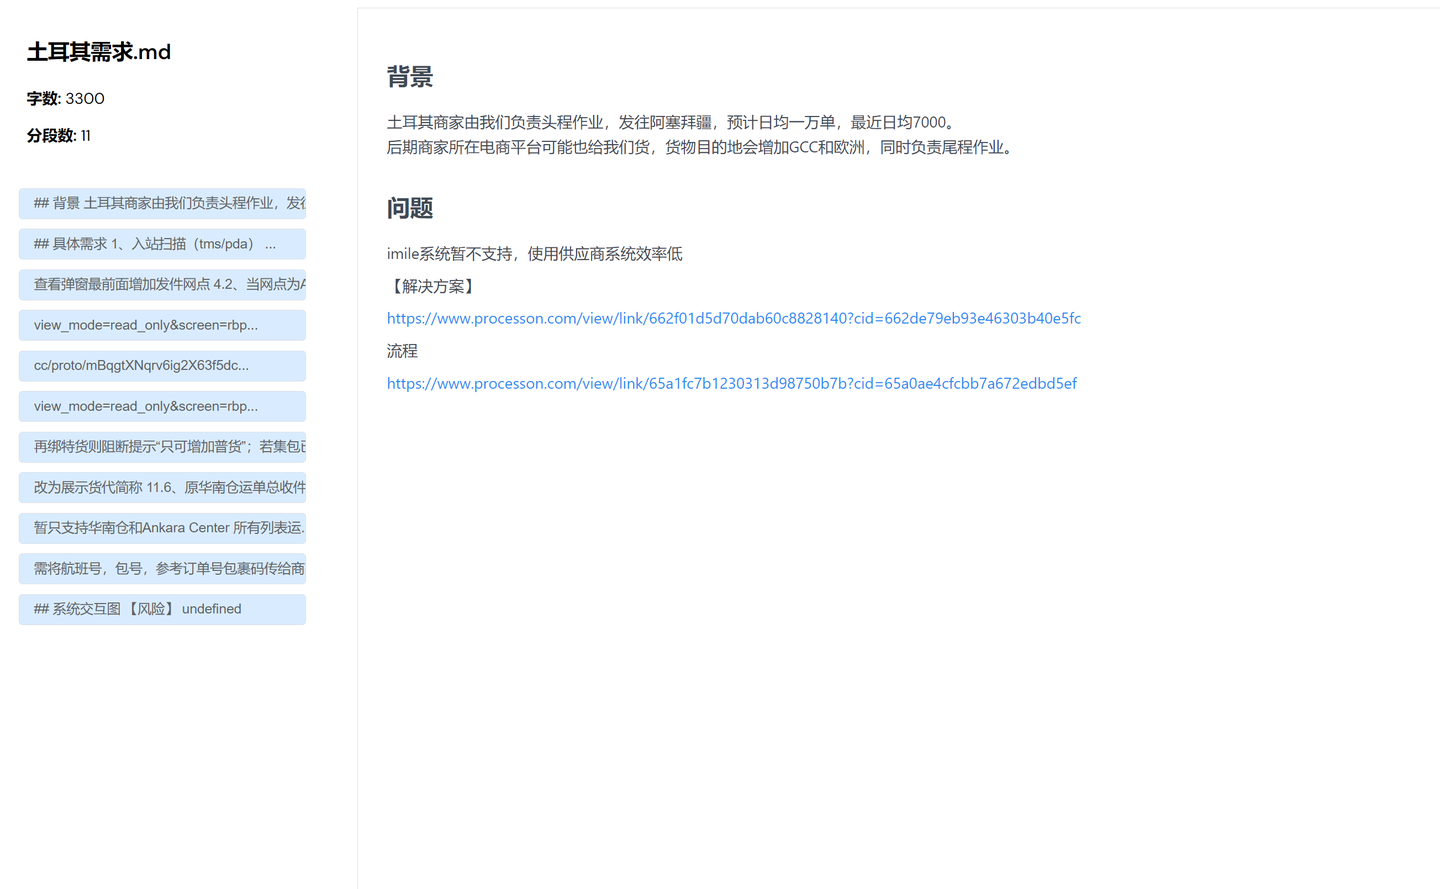 土耳其需求.md
字数: 3300
分段数: 11
## 背景 土耳其商家由我们负责头程作业，发往
## 具体需求 1、入站扫描（tms/pda） ...
查看弹窗最前面增加发件网点 4.2、当网点为A
view_mode=read_only&screen=rbp...
cc/proto/mBqgtXNqrv6ig2X63f5dc...
view_mode=read_only&screen=rbp...
再绑特货则阻断提示“只可增加普货”；若集包已
改为展示货代简称 11.6、原华南仓运单总收件
暂只支持华南仓和Ankara Center 所有列表运.
需将航班号，包号，参考订单号包裹码传给商
## 系统交互图 【风险】 undefined
背景
土耳其商家由我们负责头程作业，发往阿塞拜疆，预计日均一万单，最近日均7000。
后期商家所在电商平台可能也给我们货，货物目的地会增加GCC和欧洲，同时负责尾程作业。
问题
imile系统暂不支持，使用供应商系统效率低
【解决方案】
https://www.processon.com/view/link/662f01d5d70dab60c8828140?cid=662de79eb93e46303b40e5fc
流程
https://www.processon.com/view/link/65a1fc7b1230313d98750b7b?cid=65a0ae4cfcbb7a672edbd5ef